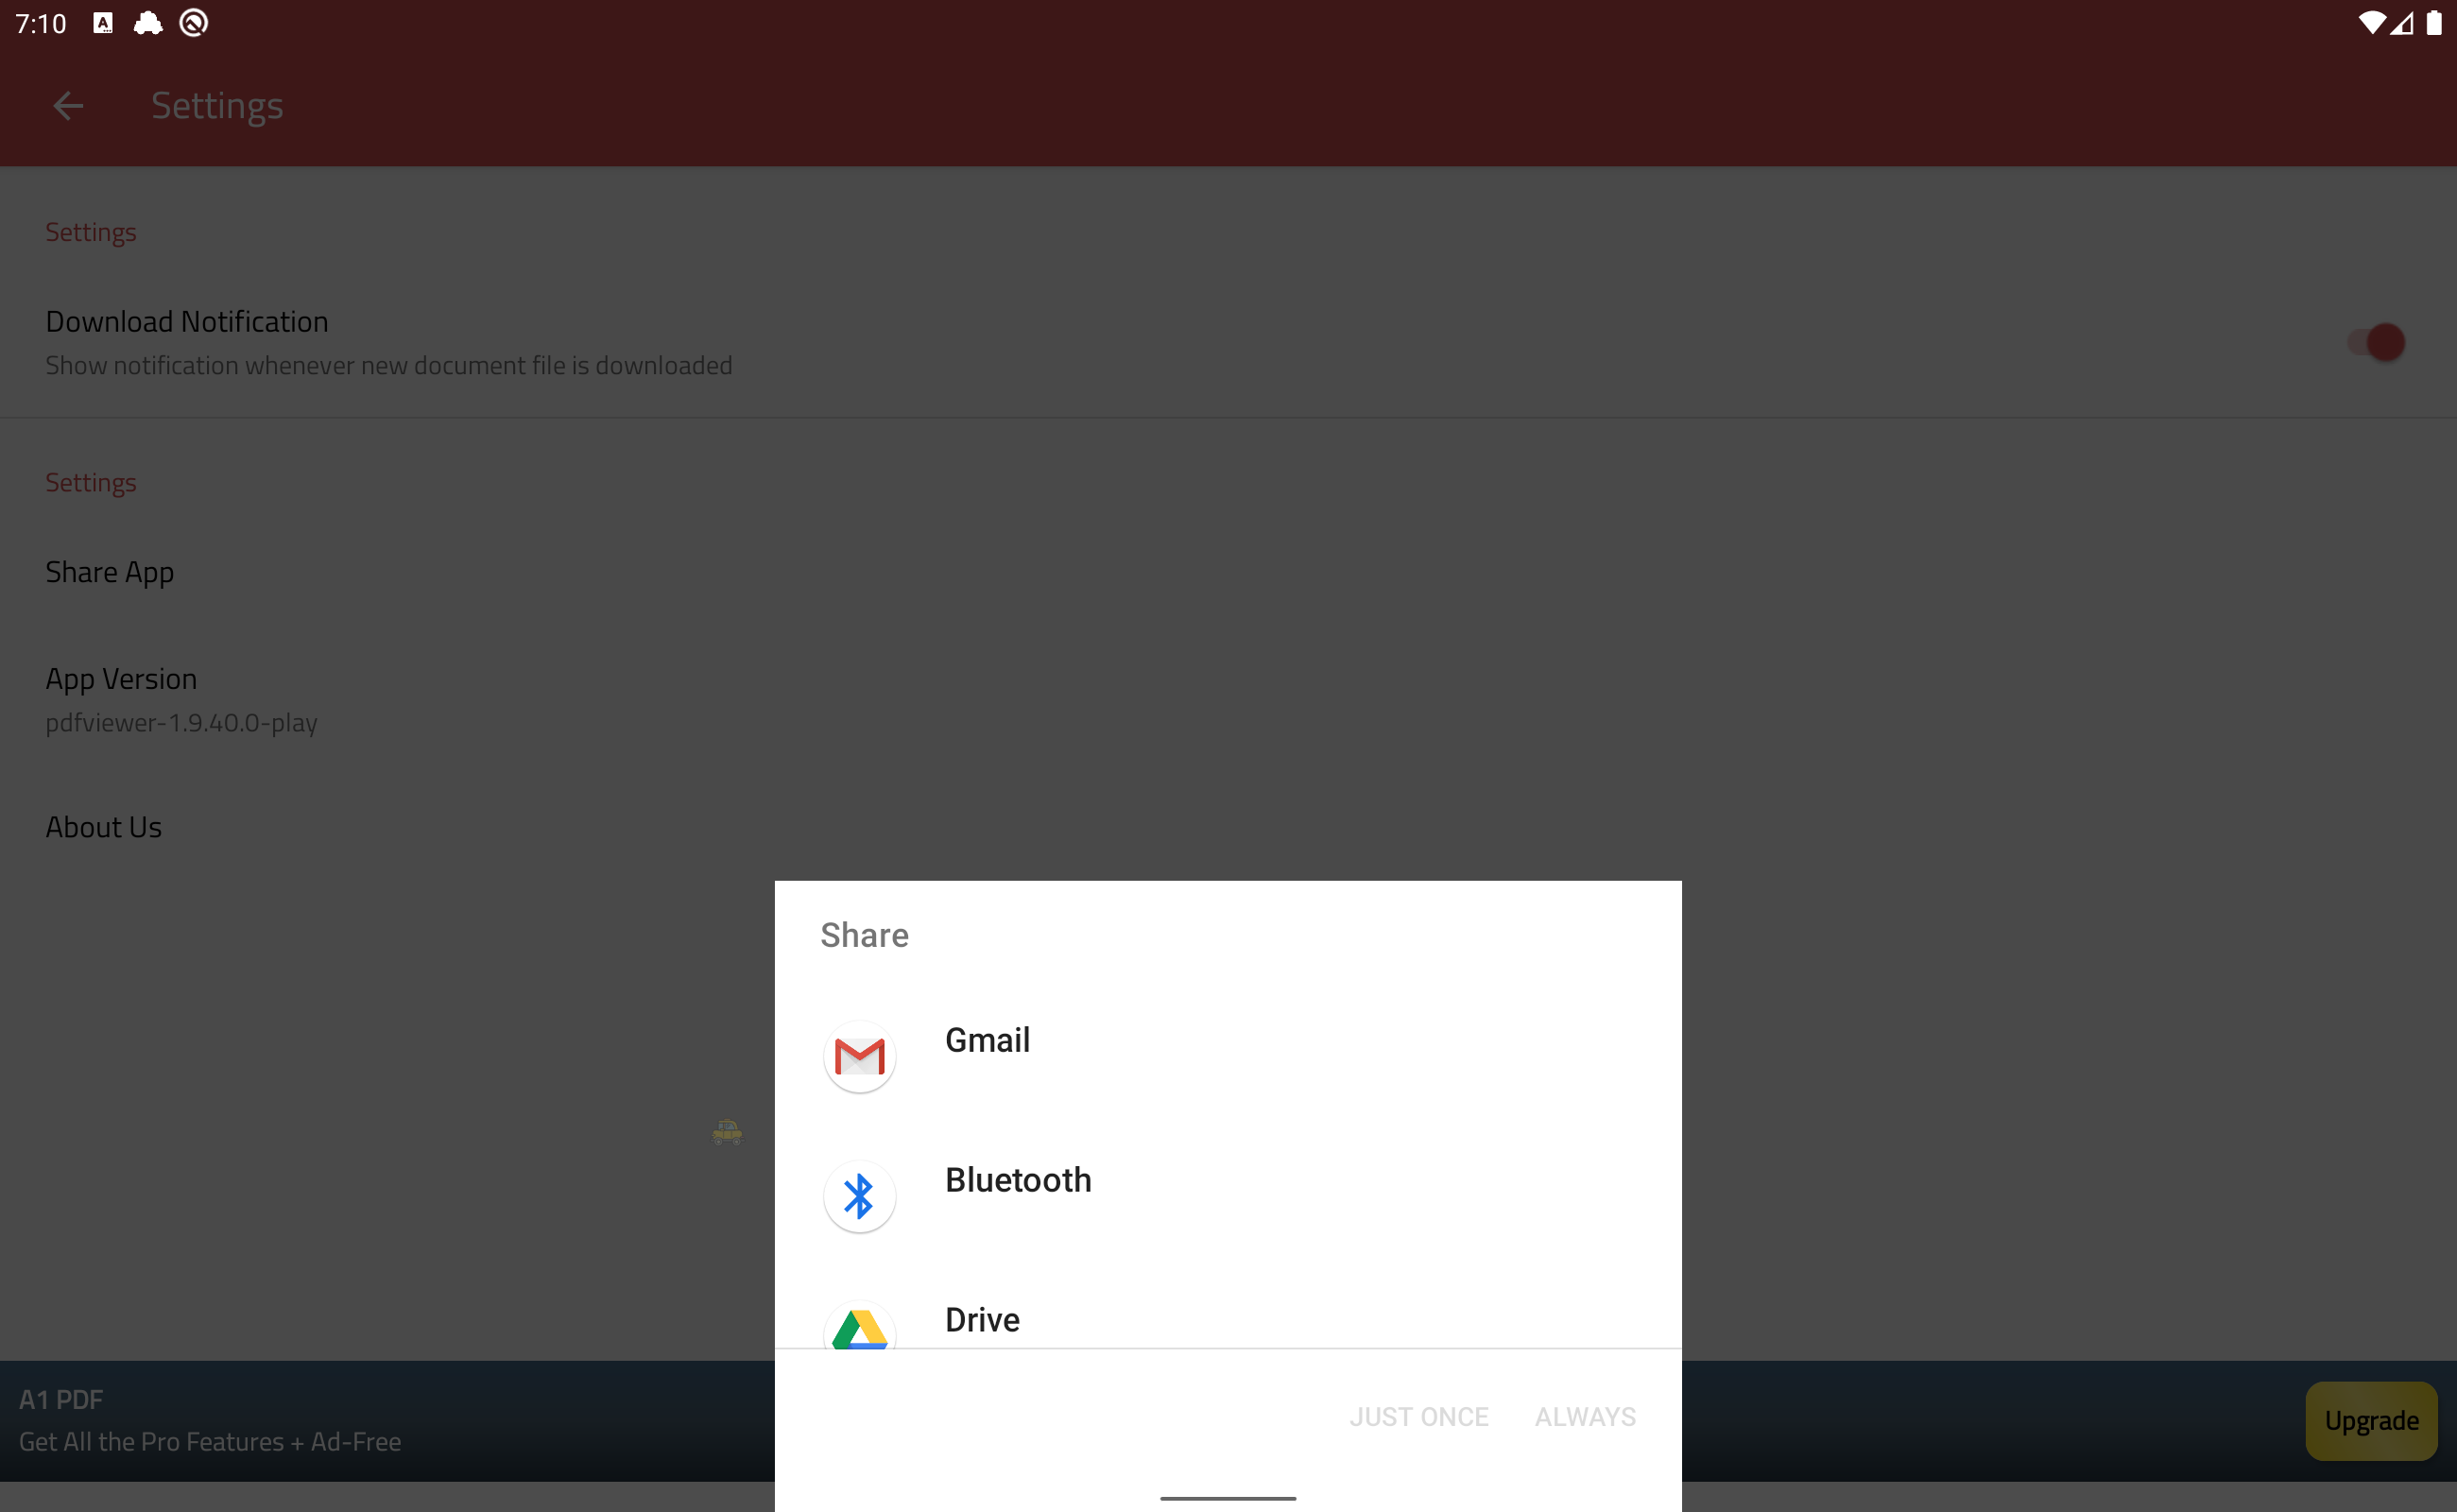 7:10
Settings
Settings
Download Notification
Show notification whenever new document file is downloaded
Settings
Share App
App Version
pdfviewer-1.9.40.0-play
About Us
Share
Gmail
Bluetooth
Drive
JUST ONCE
ALWAYS
A1 PDF
Get All the Pro Features + Ad-Free
Upgrade